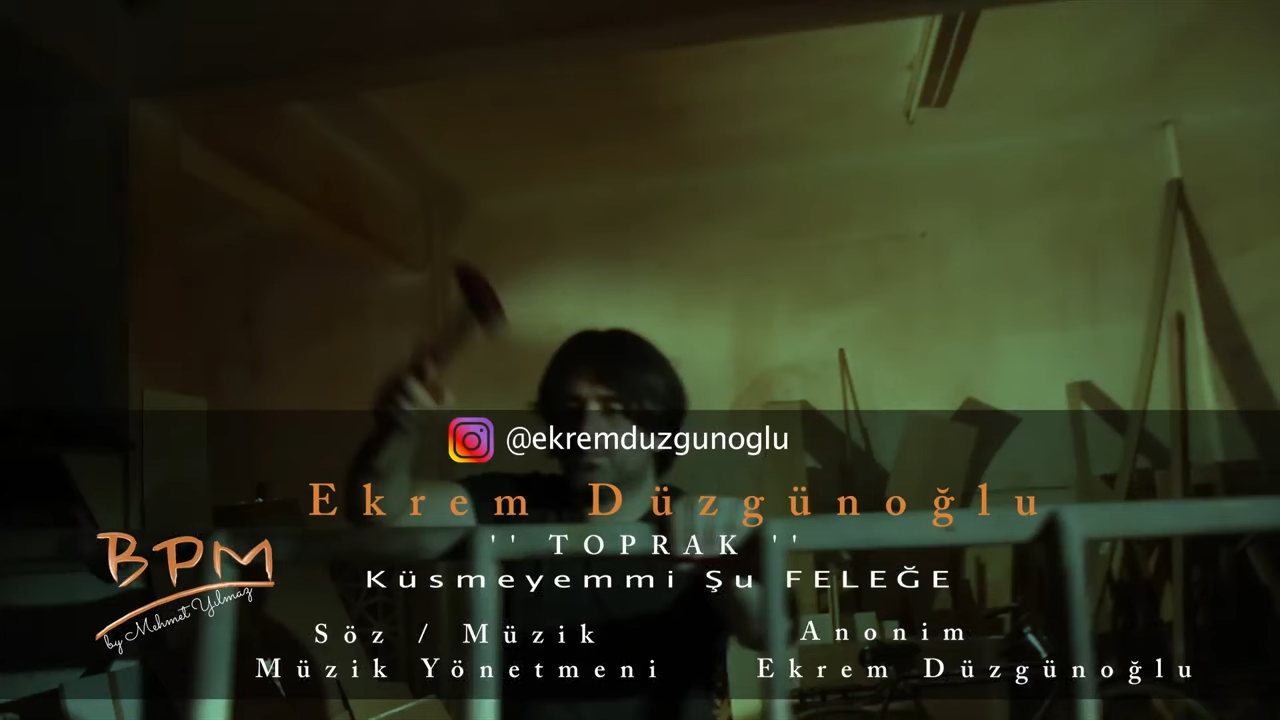 @ekremduzgunoglu
Ekrem Düzgünoğlu
'' TOPRAK ''
Küsmeyemmi Şu FELEĞE
BPM
by Mehmet Yılmaz
Söz / Müzik Anonim
Müzik Yönetmeni Ekrem Düzgünoğlu